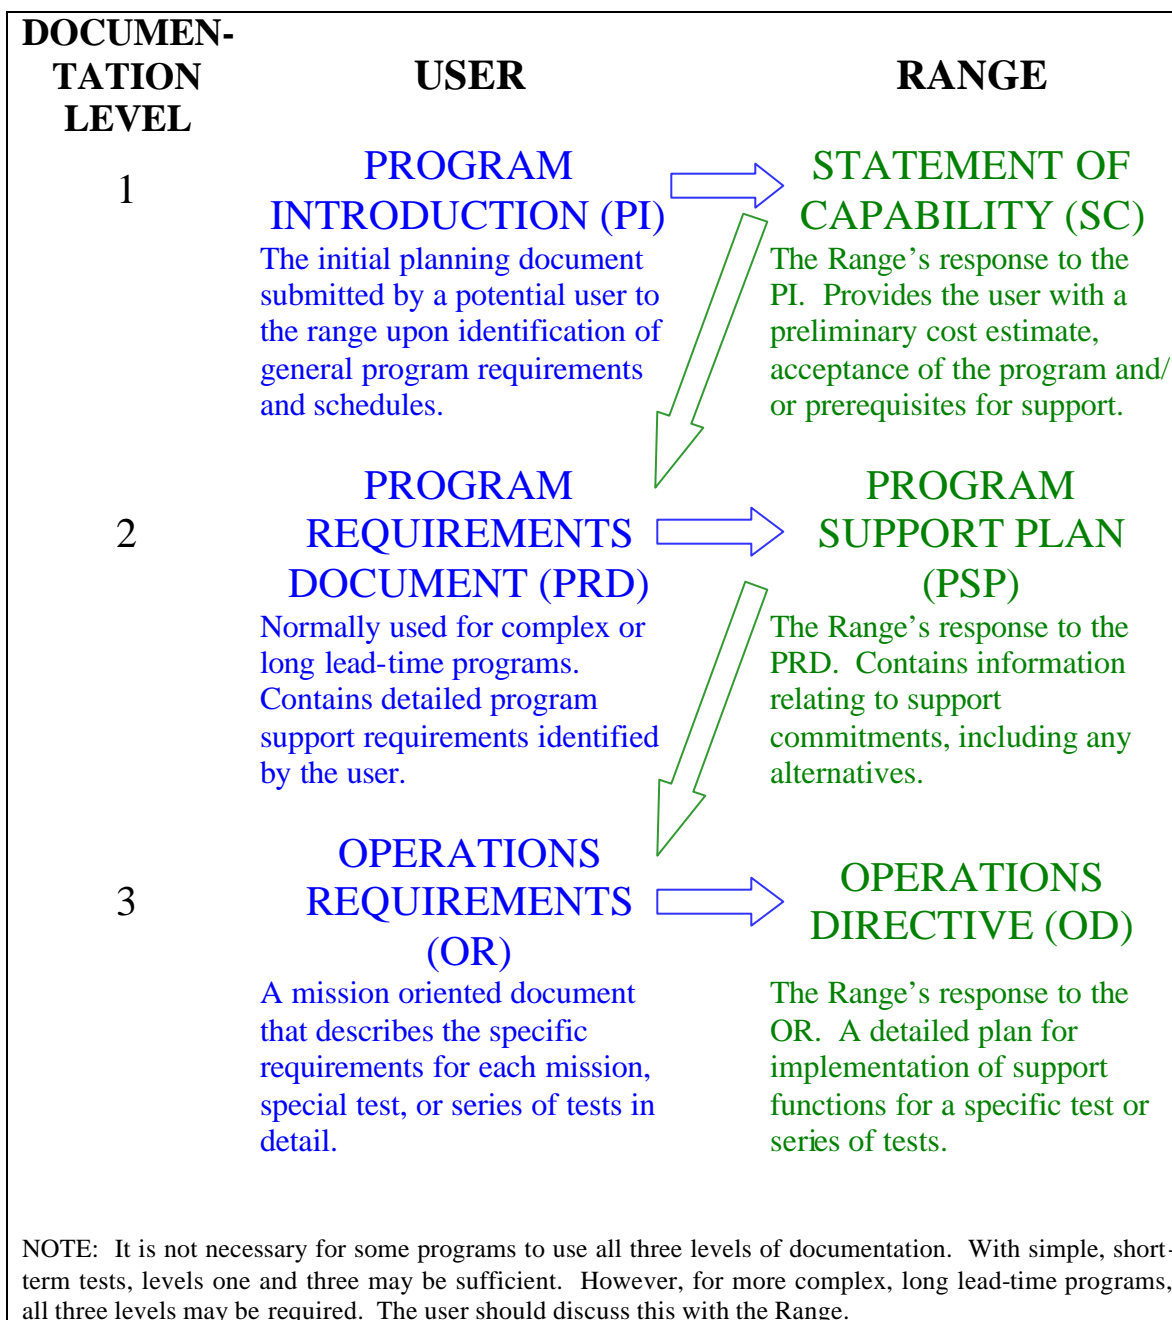 DOCUMEN-
TATION
LEVEL
USER
RANGE
1
PROGRAM
INTRODUCTION (PI)
The initial planning document
submitted by a potential user to
the range upon identification of
general program requirements
and schedules.
STATEMENT OF
CAPABILITY (SC)
The Range's response to the
PI.  Provides the user with a
preliminary cost estimate,
acceptance of the program and/
or prerequisites for support.
2
PROGRAM
REQUIREMENTS
DOCUMENT (PRD)
Normally used for complex or
long lead-time programs.
Contains detailed program
support requirements identified
by the user.
PROGRAM
SUPPORT PLAN
(PSP)
The Range's response to the
PRD.  Contains information
relating to support
commitments, including any
alternatives.
3
OPERATIONS
REQUIREMENTS
(OR)
A mission oriented document
that describes the specific
requirements for each mission,
special test, or series of tests in
detail.
OPERATIONS
DIRECTIVE (OD)
The Range's response to the
OR.  A detailed plan for
implementation of support
functions for a specific test or
series of tests.
NOTE:  It is not necessary for some programs to use all three levels of documentation.  With simple, short-
term tests, levels one and three may be sufficient.  However, for more complex, long lead-time programs,
all three levels may be required.  The user should discuss this with the Range.